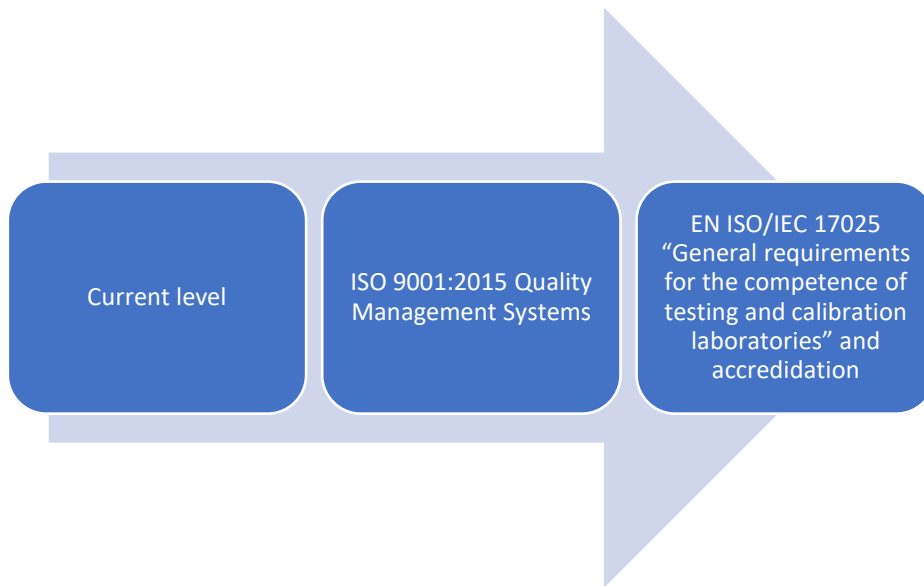 Current level
ISO 9001:2015 Quality
Management Systems
EN ISO/IEC 17025
“General requirements
for the competence of
testing and calibration
laboratories” and
accredidation